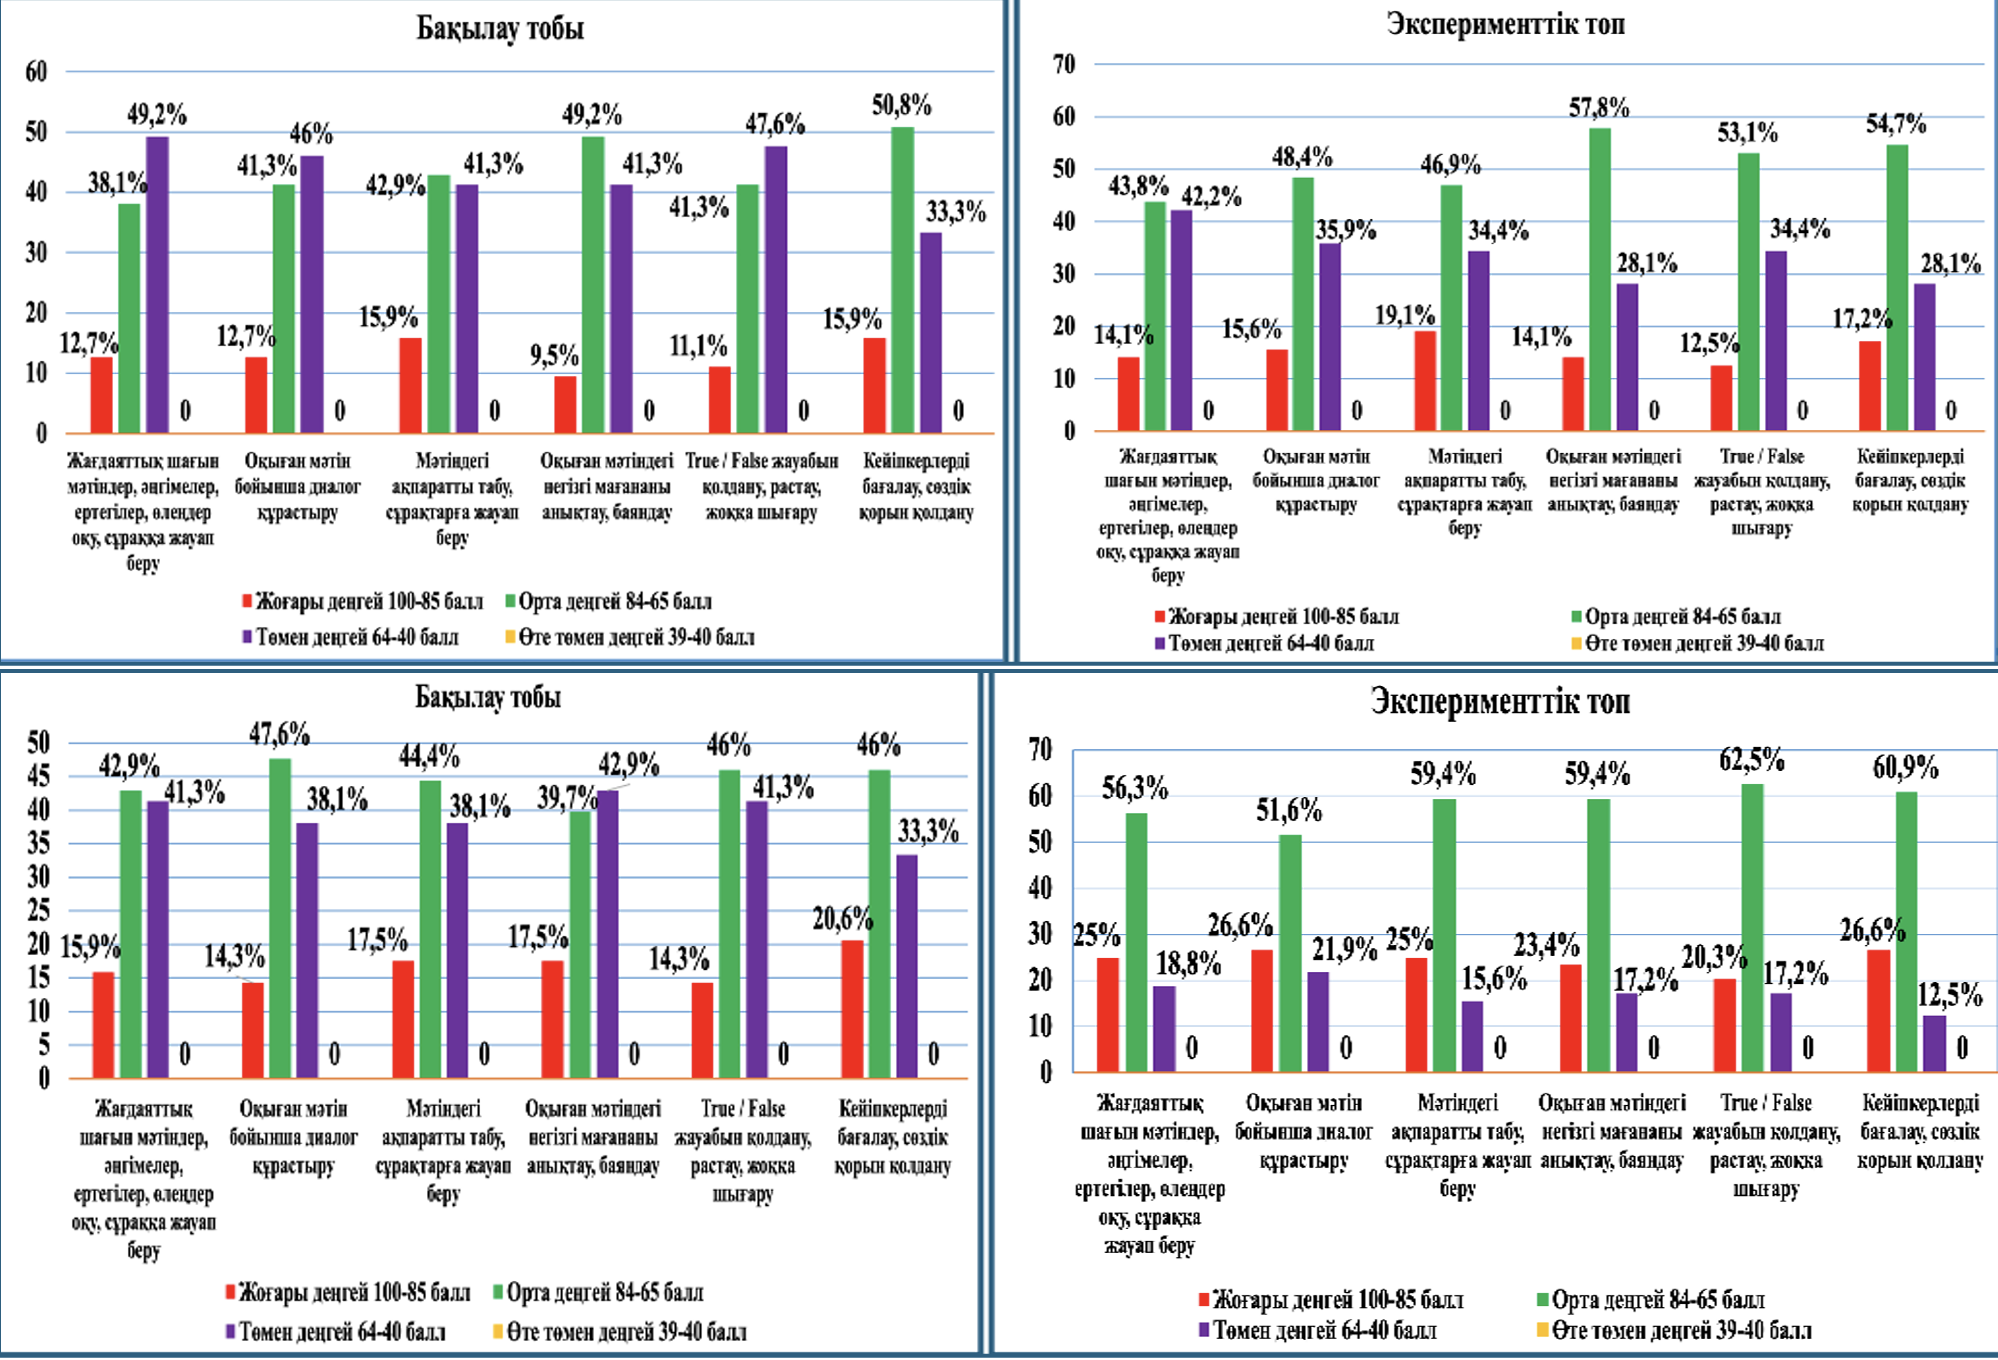 Бақылау тобы
60
50
40
30
20
10
0
12,7%
38,1%
49,2%
0
12,7%
41,3%
46%
0
15,9%
42,9%
41,3%
0
9,5%
49,2%
41,3%
0
11,1%
41,3%
47,6%
0
15,9%
50,8%
33,3%
0
Жағдаяттық шағын
мәтіндер, әңгімелер,
ертегілер, өлеңдер
оқу, сұраққа жауап
беру
Оқыған мәтін
бойынша диалог
құрастыру
Мәтіндегі
ақпаратты табу,
сұрақтарға жауап
беру
Оқыған мәтіндегі
негізгі мағананы
анықтау, баяндау
True / False жауабын
қолдану, растау,
жоққа шығару
Кейіпкерлерді
бағалау, сөздік
қорын қолдану
Жоғары деңгей 100-85 балл
Орта деңгей 84-65 балл
Төмен деңгей 64-40 балл
Өте төмен деңгей 39-40 балл
Эксперименттік топ
70
60
50
40
30
20
10
0
14,1%
43,8%
42,2%
0
15,6%
48,4%
35,9%
0
19,1%
46,9%
34,4%
0
14,1%
57,8%
28,1%
0
12,5%
53,1%
34,4%
0
17,2%
54,7%
28,1%
0
Жағдаяттық
шағын мәтіндер,
әңгімелер,
ертегілер, өлеңдер
оқу, сұраққа жауап
беру
Оқыған мәтін
бойынша диалог
құрастыру
Мәтіндегі
ақпаратты табу,
сұрақтарға жауап
беру
Оқыған мәтіндегі
негізгі мағананы
анықтау, баяндау
True / False
жауабын қолдану,
растау, жоққа
шығару
Кейіпкерлерді
бағалау, сөздік
қорын қолдану
Жоғары деңгей 100-85 балл
Орта деңгей 84-65 балл
Төмен деңгей 64-40 балл
Өте төмен деңгей 39-40 балл
Бақылау тобы
50
45
40
35
30
25
20
15
10
5
0
15,9%
42,9%
41,3%
0
14,3%
47,6%
38,1%
0
17,5%
44,4%
38,1%
0
17,5%
39,7%
42,9%
0
14,3%
46%
41,3%
0
20,6%
46%
33,3%
0
Жағдаяттық
шағын мәтіндер,
әңгімелер,
ертегілер, өлеңдер
оқу, сұраққа жауап
беру
Оқыған мәтін
бойынша диалог
құрастыру
Мәтіндегі
ақпаратты табу,
сұрақтарға жауап
беру
Оқыған мәтіндегі
негізгі мағананы
анықтау, баяндау
True / False
жауабын қолдану,
растау, жоққа
шығару
Кейіпкерлерді
бағалау, сөздік
қорын қолдану
Жоғары деңгей 100-85 балл
Орта деңгей 84-65 балл
Төмен деңгей 64-40 балл
Өте төмен деңгей 39-40 балл
Эксперименттік топ
70
60
50
40
30
20
10
0
25%
56,3%
18,8%
0
26,6%
51,6%
21,9%
0
25%
59,4%
15,6%
0
23,4%
59,4%
17,2%
0
20,3%
62,5%
17,2%
0
26,6%
60,9%
12,5%
0
Жағдаяттық
шағын мәтіндер,
әңгімелер,
ертегілер, өлеңдер
оқу, сұраққа
жауап беру
Оқыған мәтін
бойынша диалог
құрастыру
Мәтіндегі
ақпаратты табу,
сұрақтарға жауап
беру
Оқыған мәтіндегі
негізгі мағананы
анықтау, баяндау
True / False
жауабын қолдану,
растау, жоққа
шығару
Кейіпкерлерді
бағалау, сөздік
қорын қолдану
Жоғары деңгей 100-85 балл
Орта деңгей 84-65 балл
Төмен деңгей 64-40 балл
Өте төмен деңгей 39-40 балл